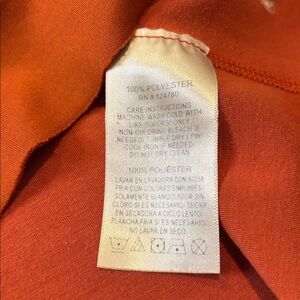 100% POLYESTER
RN # 124780
CARE INSTRUCTIONS
MACHINE WASH COLD WITH
LIKE COLORS! ONLY
NON-CHLORINE BLEACH IF
NEEDED/ TUMBLE DRY LOW
COOL IRON IF NEEDED/
DO NOT DRY CLEAN
100% POLIÉSTER
LAVAR EN LAVADORA CON AGUA
FRIA CON COLORES SIMILARES.
SOLAMENTE BLANQUEADOR SIN
CLORO SI ES NECESARIO/ SECAR
EN SECADORA A CICLO LENTO/
PLANCHA FRIA SI ES NECESARIO/
NO LAVAR EN SECO.